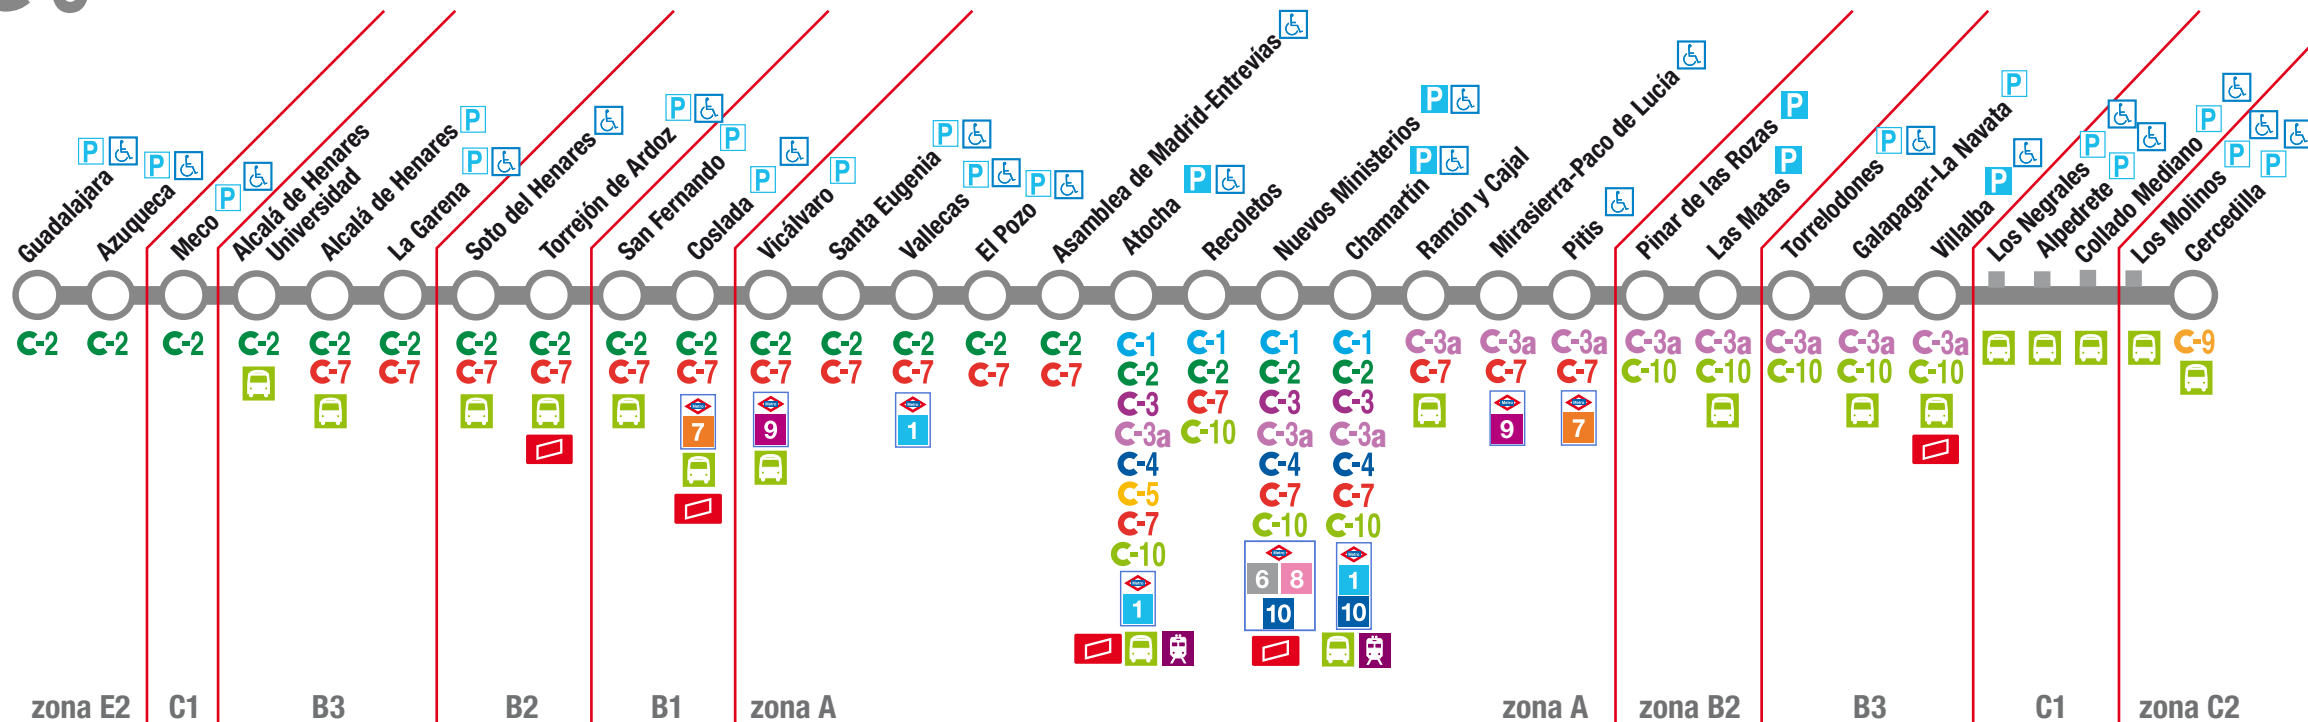 Guadalajara P
Azuqueca P
Meco P
Alcalá de Henares
Universidad
Alcalá de Henares P
La Garena P
Soto del Henares
Torrejón de Ardoz P
San Fernando P
Coslada P
Vicálvaro P
Santa Eugenia P
Vallecas P
El Pozo P
Asamblea de Madrid-Entrevías
Atocha P
Recoletos
Nuevos Ministerios P
Chamartín P
Ramón y Cajal
Mirasierra-Paco de Lucía
Pitis
Pinar de las Rozas P
Las Matas P
Torrelodones P
Galapagar-La Navata P
Villalba P
Los Negrales P
Alpedrete P
Collado Mediano P
Los Molinos P
Cercedilla P
C-2
C-2
C-2
C-2
C-2 C-7
C-2 C-7
C-2 C-7
C-2 C-7
C-2 C-7
C-2 C-7 Metro 7
C-2 C-7 Metro 9
C-2 C-7
C-2 C-7 Metro 1
C-2 C-7
C-2 C-7
C-1 C-2 C-3 C-3a C-4 C-5 C-7 C-10 Metro 1
C-1 C-2 C-7 C-10
C-1 C-2 C-3 C-3a C-4 C-7 C-10 Metro 6 8 10
C-1 C-2 C-3 C-3a C-4 C-7 C-10 Metro 1 10
C-3a C-7
C-3a C-7 Metro 9
C-3a C-7 Metro 7
C-3a C-10
C-3a C-10
C-3a C-10
C-3a C-10
C-3a C-10
C-9
zona E2 C1 B3 B2 B1 zona A zona A zona B2 B3 C1 zona C2